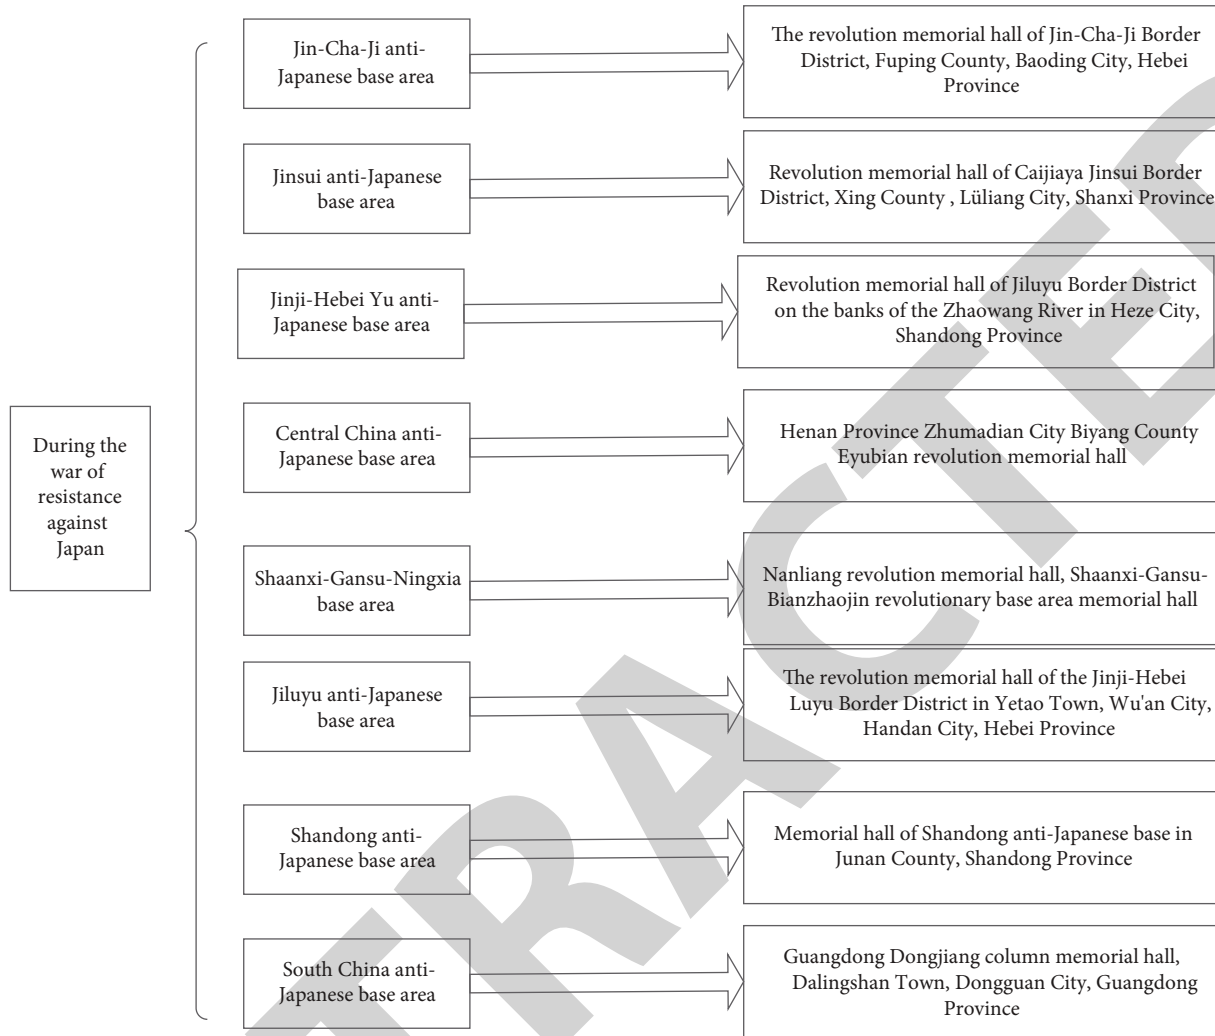 During the
war of
resistance
against
Japan
Jin-Cha-Ji anti-
Japanese base area
The revolution memorial hall of Jin-Cha-Ji Border
District, Fuping County, Baoding City, Hebei
Province
Jinsui anti-Japanese
base area
Revolution memorial hall of Caijiaya Jinsui Border
District, Xing County , Lüliang City, Shanxi Province
Jinji-Hebei Yu anti-
Japanese base area
Revolution memorial hall of Jiluyu Border District
on the banks of the Zhaowang River in Heze City,
Shandong Province
Central China anti-
Japanese base area
Henan Province Zhumadian City Biyang County
Eyubian revolution memorial hall
Shaanxi-Gansu-Ningxia
base area
Nanliang revolution memorial hall, Shaanxi-Gansu-
Bianzhaojin revolutionary base area memorial hall
Jiluyu anti-Japanese
base area
The revolution memorial hall of the Jinji-Hebei
Luyu Border District in Yetao Town, Wu'an City,
Handan City, Hebei Province
Shandong anti-
Japanese base area
Memorial hall of Shandong anti-Japanese base in
Junan County, Shandong Province
South China anti-
Japanese base area
Guangdong Dongjiang column memorial hall,
Dalingshan Town, Dongguan City, Guangdong
Province
TRACTE